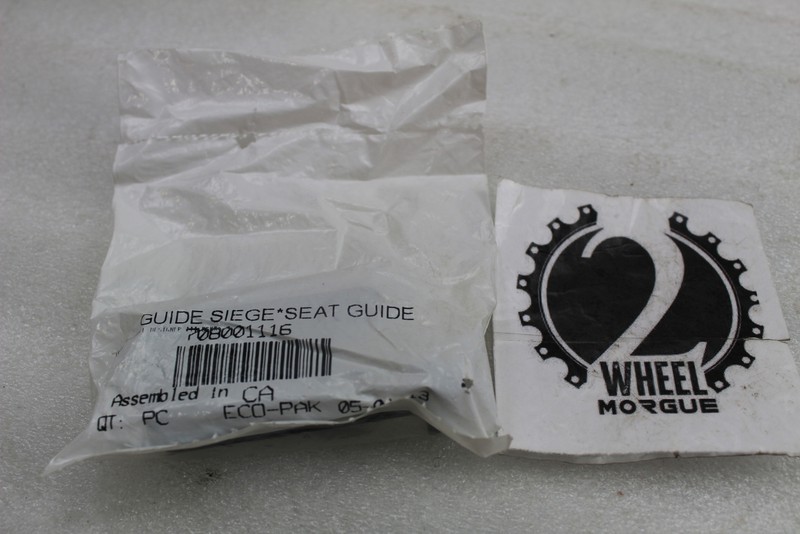 GUIDE SIEGE*SEAT GUIDE
708001116
Assembled in CA
QT: PC ECO-PAK
2
WHEEL
MORGUE